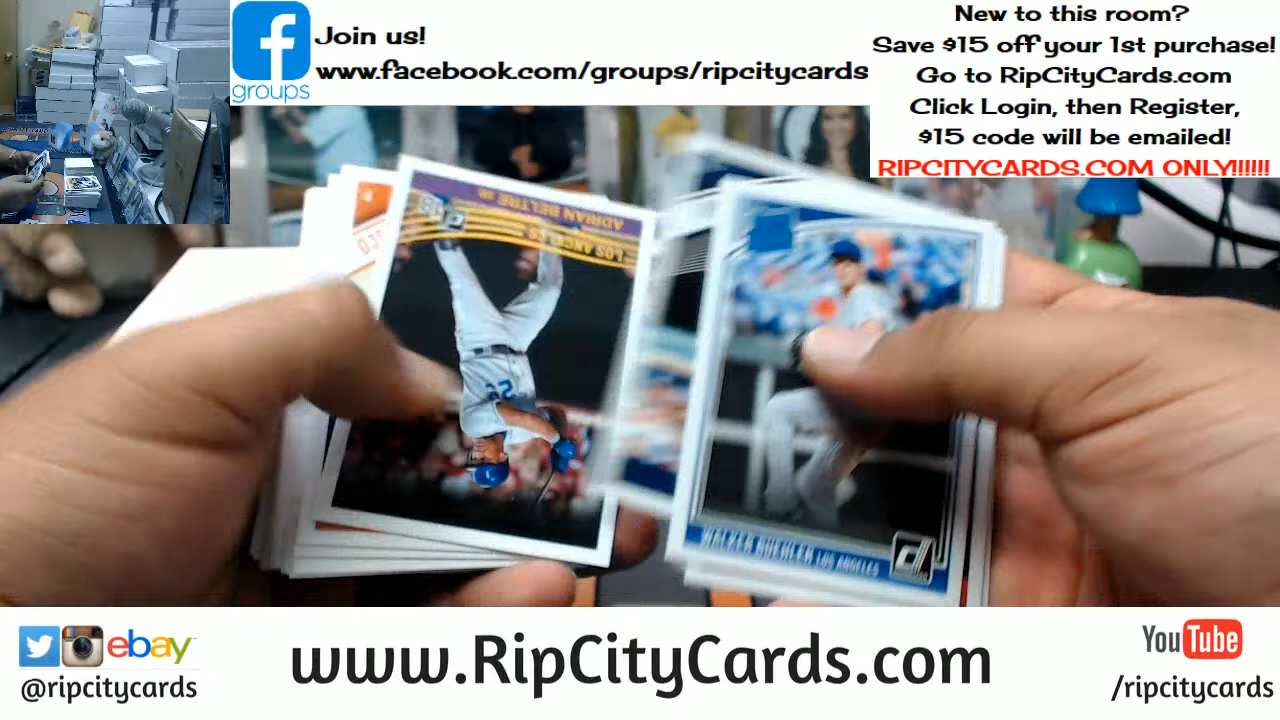 Join us!
www.facebook.com/groups/ripcitycards
groups
New to this room?
Save $15 off your 1st purchase!
Go to RipCityCards.com
Click Login, then Register,
$15 code will be emailed!
RIPCITYCARDS.COM ONLY!!!!!!
ADRIAN BELTRE
LOS ANGELES
WALKER BUEHLER LOS ANGELES
ebay
@ripcitycards
www.RipCityCards.com
YouTube
/ripcitycards